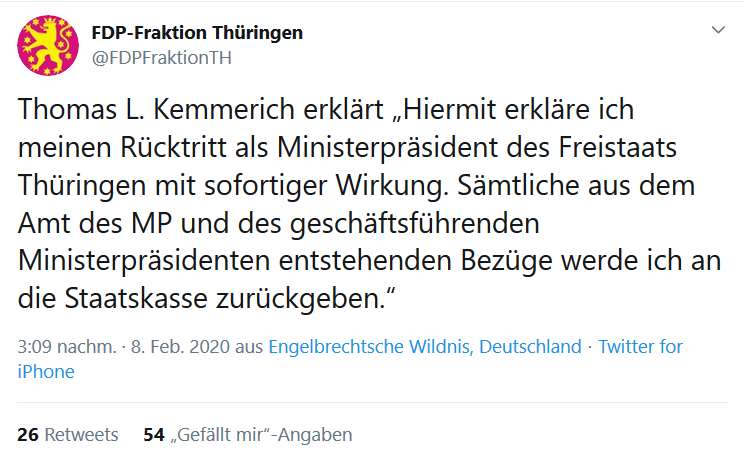 FDP-Fraktion Thüringen
@FDPFraktionTH
Thomas L. Kemmerich erklärt „Hiermit erkläre ich
meinen Rücktritt als Ministerpräsident des Freistaats
Thüringen mit sofortiger Wirkung. Sämtliche aus dem
Amt des MP und des geschäftsführenden
Ministerpräsidenten entstehenden Bezüge werde ich an
die Staatskasse zurückgeben.“
3:09 nachm. · 8. Feb. 2020 aus Engelbrechtsche Wildnis, Deutschland · Twitter for
iPhone
26 Retweets 54 „Gefällt mir“-Angaben